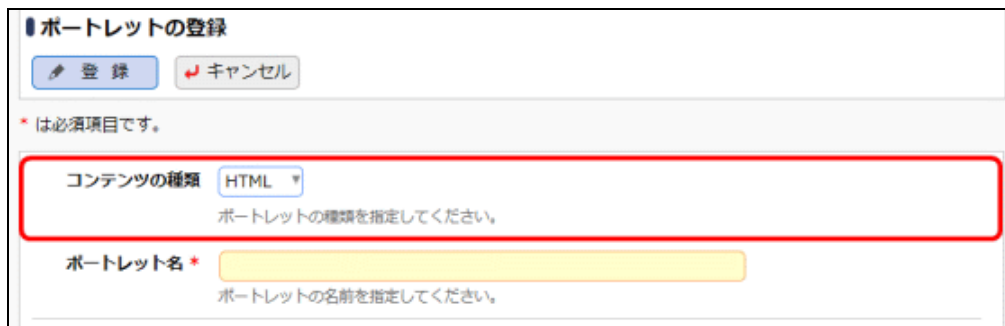 ポートレットの登録
登 録 キャンセル
* は必須項目です。
コンテンツの種類 HTML
ポートレットの種類を指定してください。
ポートレット名 *
ポートレットの名前を指定してください。